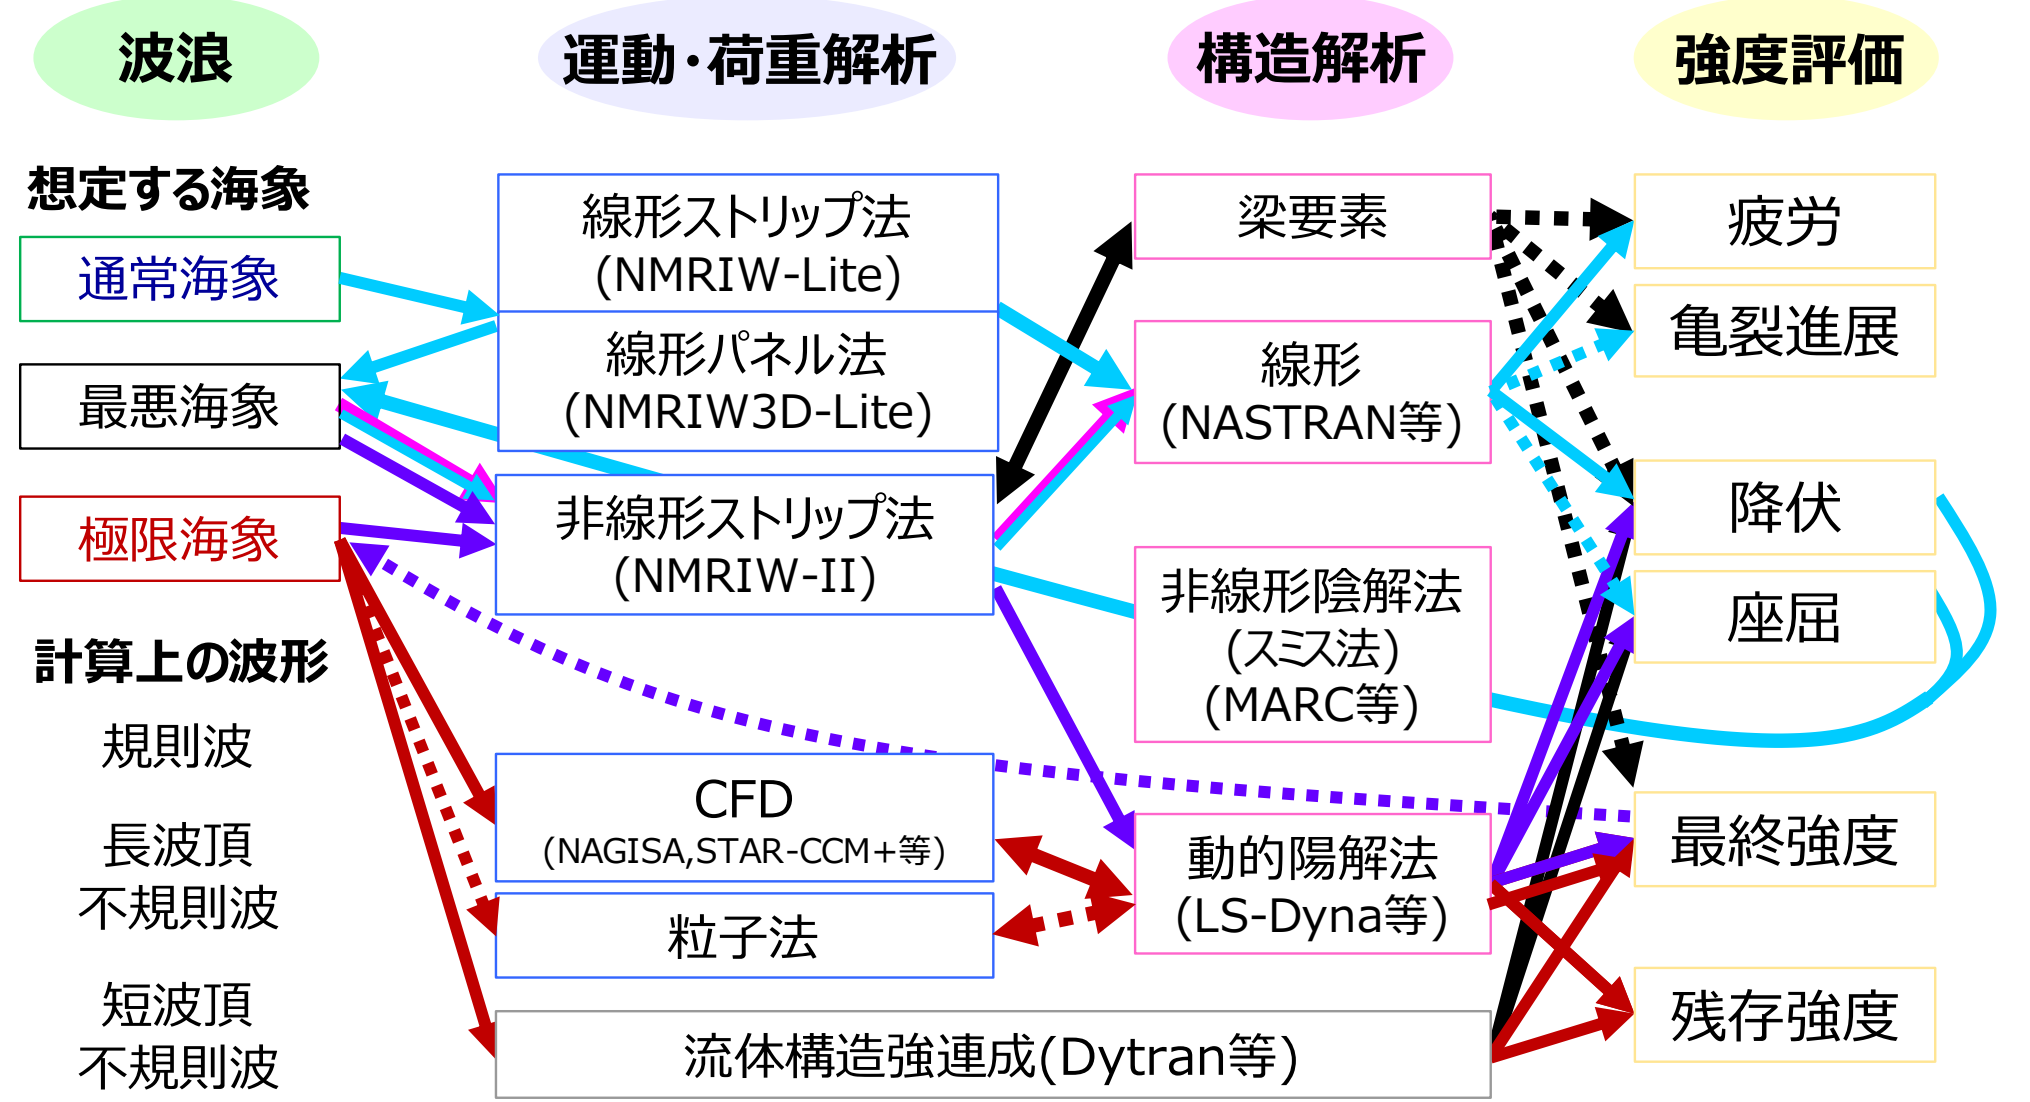 波浪
運動･荷重解析
構造解析
強度評価
想定する海象
通常海象
最悪海象
極限海象
計算上の波形
規則波
長波頂
不規則波
短波頂
不規則波
線形ストリップ法
(NMRIW-Lite)
線形パネル法
(NMRIW3D-Lite)
非線形ストリップ法
(NMRIW-II)
CFD
(NAGISA,STAR-CCM+等)
粒子法
流体構造強連成(Dytran等)
梁要素
線形
(NASTRAN等)
非線形陰解法
(スミス法)
(MARC等)
動的陽解法
(LS-Dyna等)
疲労
亀裂進展
降伏
座屈
最終強度
残存強度